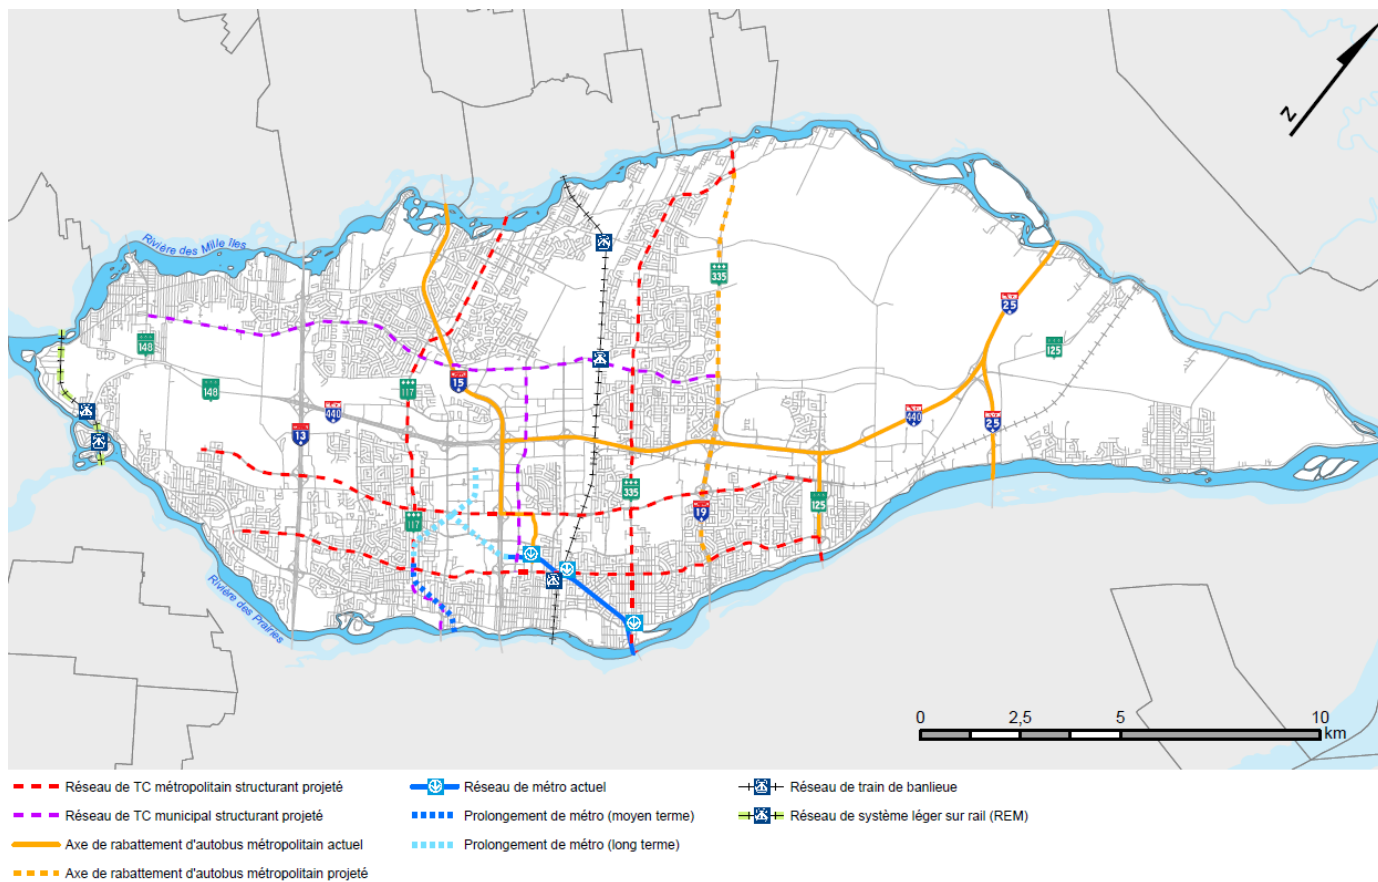 N
Rivière des Mille Iles
335
25
148
125
15
148
117
440
440
25
13
335
125
117
19
Rivière des Prairies
0 2,5 5 10
km
Réseau de TC métropolitain structurant projeté
Réseau de métro actuel
Réseau de train de banlieue
Réseau de TC municipal structurant projeté
Prolongement de métro (moyen terme)
Réseau de système léger sur rail (REM)
Axe de rabattement d'autobus métropolitain actuel
Prolongement de métro (long terme)
Axe de rabattement d'autobus métropolitain projeté